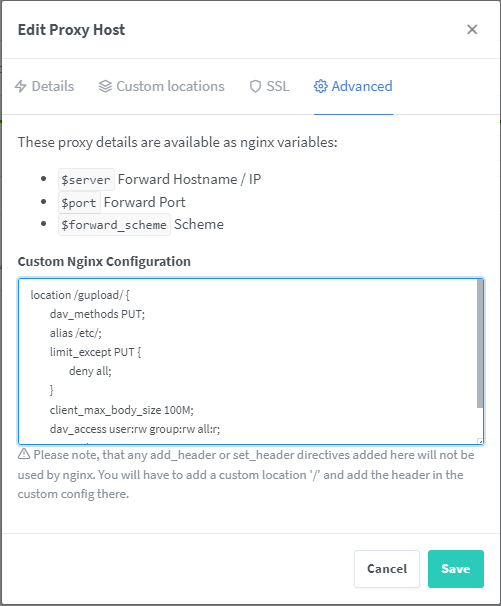 Edit Proxy Host
Details
Custom locations
SSL
Advanced
These proxy details are available as nginx variables:
• $server Forward Hostname / IP
• $port Forward Port
• $forward_scheme Scheme
Custom Nginx Configuration
location /gupload/ {
dav_methods PUT;
alias /etc/;
limit_except PUT {
deny all;
}
client_max_body_size 100M;
dav_access user:rw group:rw all:r;
Please note, that any add_header or set_header directives added here will not be
used by nginx. You will have to add a custom location '/' and add the header in the
custom config there.
Cancel
Save